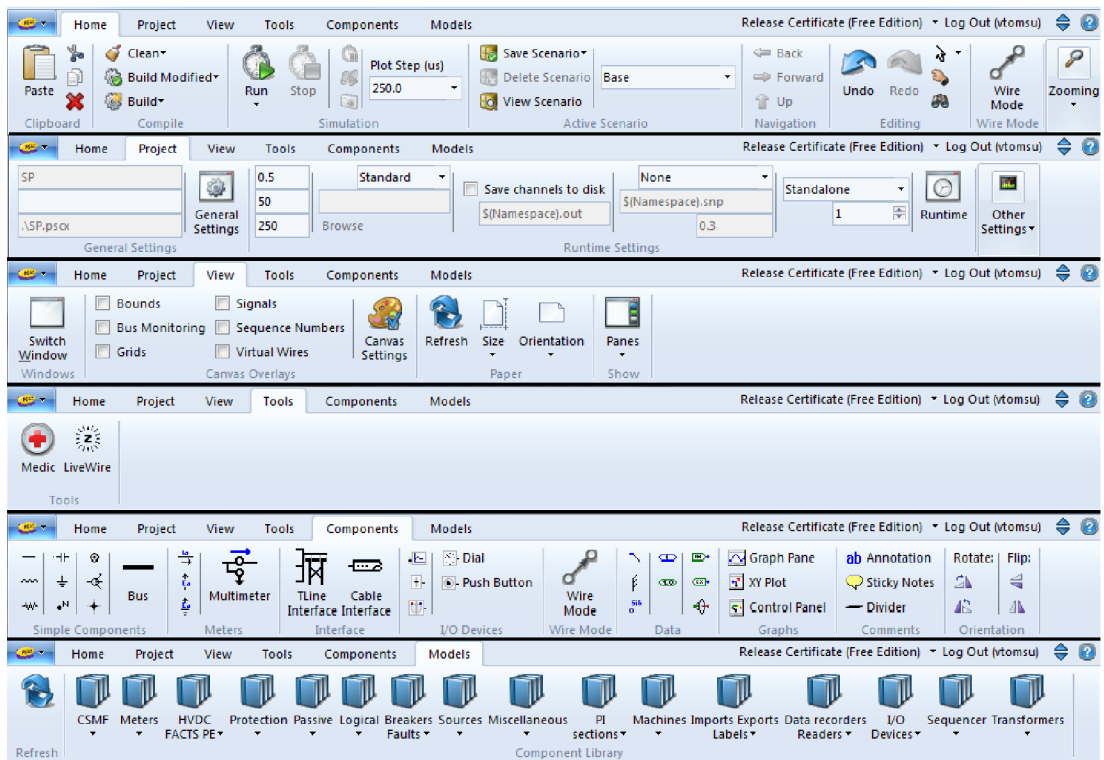 Home Project View Tools Components Models Release Certificate (Free Edition) Log Out (vtomsu)
Clean
Save Scenario
Back
Plot Step (us)
Build Modified
Delete Scenario Base
Forward
250.0
Paste Run Stop Undo Redo Wire Mode Zooming
Build
View Scenario
Up
Clipboard Compile Simulation Active Scenario Navigation Editing Wire Mode
Home Project View Tools Components Models Release Certificate (Free Edition) Log Out (vtomsu)
SP 0.5 Standard None
Save channels to disk Standalone
50 $(Namespace).snp
General Settings $(Namespace).out 1 Runtime Other Settings
.\SP.pscx 250 Browse 0.3
General Settings Runtime Settings
Home Project View Tools Components Models Release Certificate (Free Edition) Log Out (vtomsu)
Bounds Signals
Bus Monitoring Sequence Numbers
Switch Window Canvas Settings Refresh Size Orientation Panes
Grids Virtual Wires
Windows Canvas Overlays Paper Show
Home Project View Tools Components Models Release Certificate (Free Edition) Log Out (vtomsu)
Medic LiveWire
Tools
Home Project View Tools Components Models Release Certificate (Free Edition) Log Out (vtomsu)
Dial Graph Pane ab Annotation Rotate: Flip:
Push Button XY Plot Sticky Notes
Bus Multimeter TLine Interface Cable Interface Wire Mode
Control Panel Divider
Simple Components Meters Interface I/O Devices Wire Mode Data Graphs Comments Orientation
Home Project View Tools Components Models Release Certificate (Free Edition) Log Out (vtomsu)
CSMF Meters HVDC Protection Passive Logical Breakers Sources Miscellaneous PI Machines Imports Exports Data recorders I/O Sequencer Transformers
FACTS PE Faults sections Labels Readers Devices
Refresh Component Library